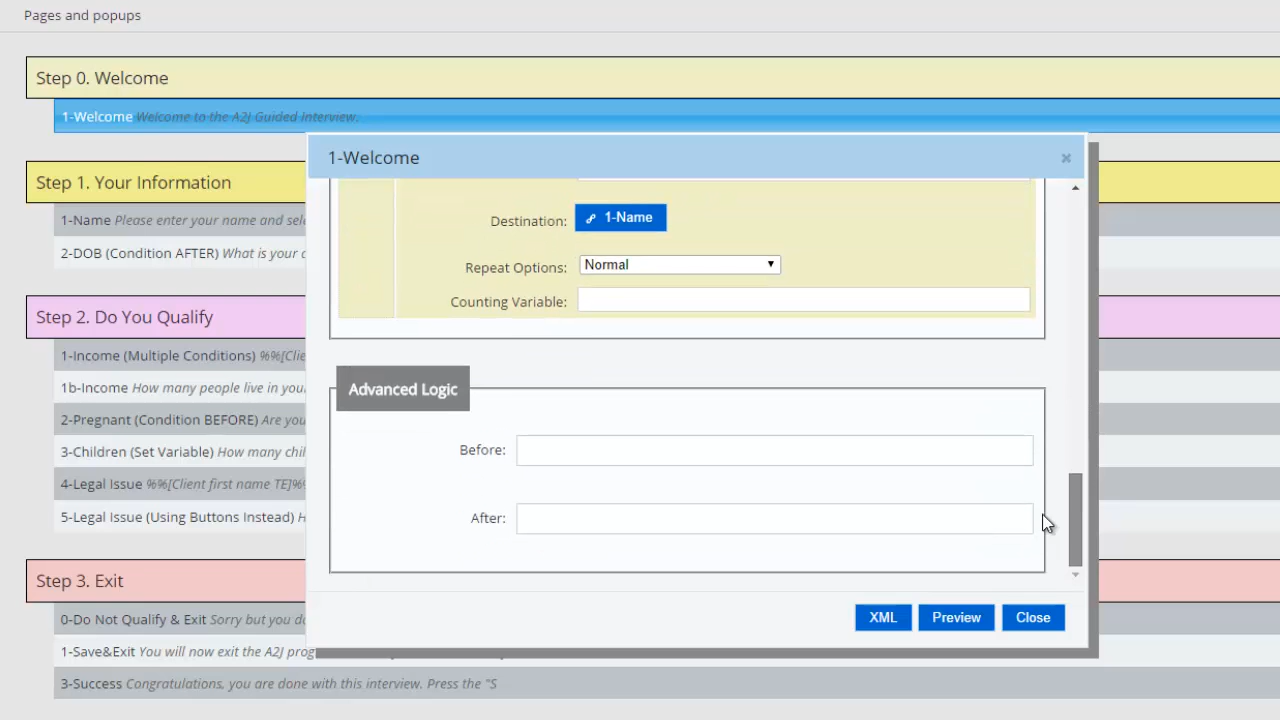 Pages and popups
Step 0. Welcome
1-Welcome Welcome to the A2J Guided Interview.
1-Welcome
×
Step 1. Your Information
1-Name Please enter your name and sel
2-DOB (Condition AFTER) What is your
Destination: 1-Name
Repeat Options: Normal
Counting Variable:
Step 2. Do You Qualify
1-Income (Multiple Conditions) %%[Clie
1b-Income How many people live in you
2-Pregnant (Condition BEFORE) Are you
3-Children (Set Variable) How many chil
4-Legal Issue %%[Client first name TE]%%
5-Legal Issue (Using Buttons Instead) H
Advanced Logic
Before:
After:
Step 3. Exit
0-Do Not Qualify & Exit Sorry but you do
1-Save&Exit You will now exit the A2J prog
3-Success Congratulations, you are done with this interview. Press the "S
XML Preview Close